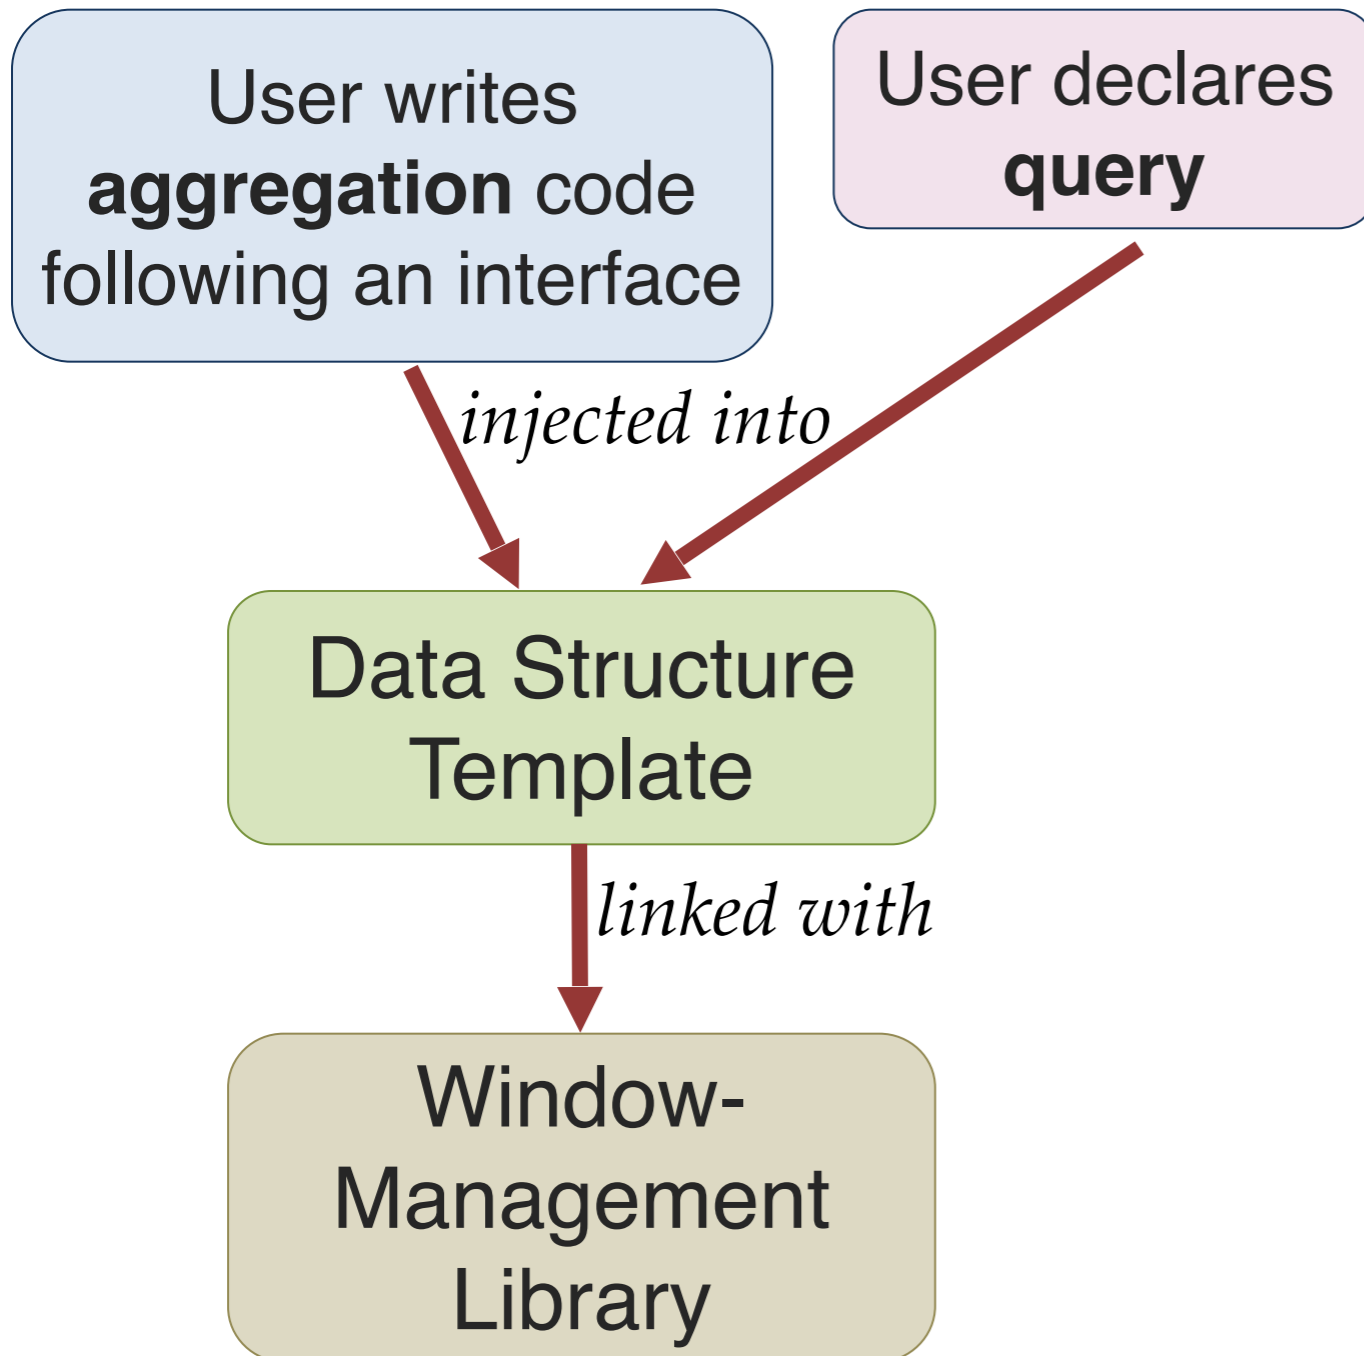 User writes
aggregation code
following an interface
User declares
query
injected into
Data Structure
Template
linked with
Window-
Management
Library